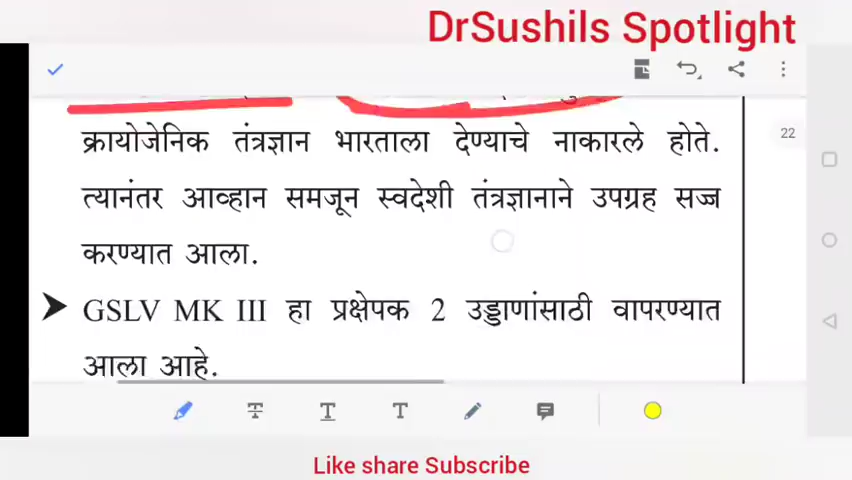 DrSushils Spotlight
क्रायोजेनिक तंत्रज्ञान भारताला देण्याचे नाकारले होते.
22
त्यानंतर आव्हान समजून स्वदेशी तंत्रज्ञानाने उपग्रह सज्ज
करण्यात आला.
➤ GSLV MK III हा प्रक्षेपक 2 उड्डाणांसाठी वापरण्यात
आला आहे.
T T T
Like share Subscribe